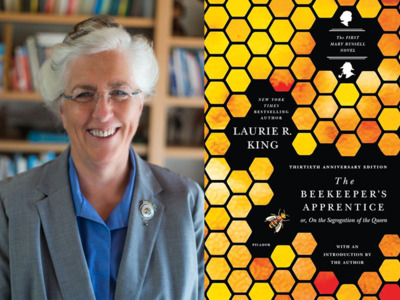 The FIRST
MARY RUSSELL
NOVEL
NEW YORK
TIMES
BESTSELLING
AUTHOR
LAURIE R.
KING
THIRTIETH ANNIVERSARY EDITION
The
BEEKEEPER'S
APPRENTICE
or, On the Segregation of the Queen
PICADOR
WITH AN
INTRODUCTION BY
THE AUTHOR